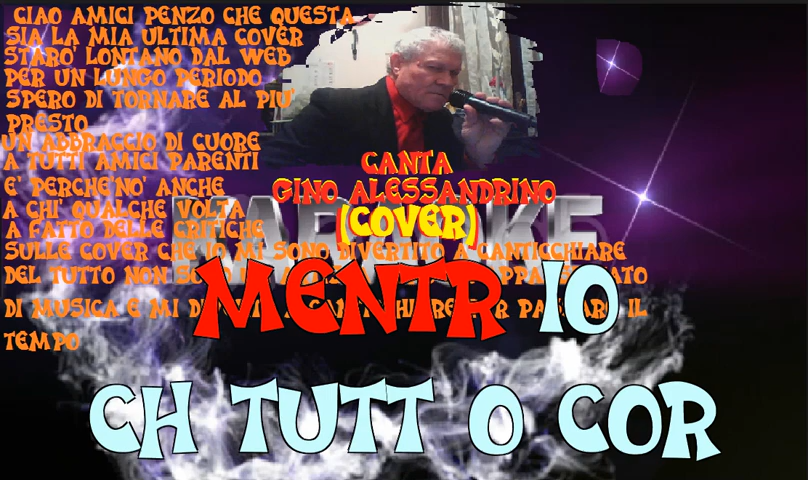 CIAO AMICI PENZO CHE QUESTA
SIA LA MIA ULTIMA COVER
STARO' LONTANO DAL WEB
PER UN LUNGO PERIODO
SPERO DI TORNARE AL PIU'
PRESTO
UN ABBRACCIO DI CUORE
A TUTTI AMICI PARENTI
E' PERCHE'NO' ANCHE
A CHI' QUALCHE VOLTA
A FATTO DELLE CRITICHE
SULLE COVER CHE IO MI SONO DIVERTITO A CANTICCHIARE
DEL TUTTO NON
DI MUSICA E MI IL
TEMPO
CANTA
GINO ALESSANDRINO
(COVER)
KARAOKE
MENTR IO
CH TUTT O COR